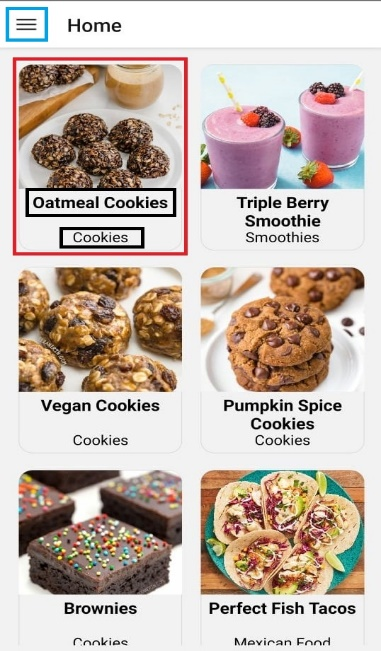 Home
Oatmeal Cookies
Cookies
Triple Berry
Smoothie
Smoothies
Vegan Cookies
Cookies
Pumpkin Spice
Cookies
Cookies
Brownies
Cookies
Perfect Fish Tacos
Mexican Food